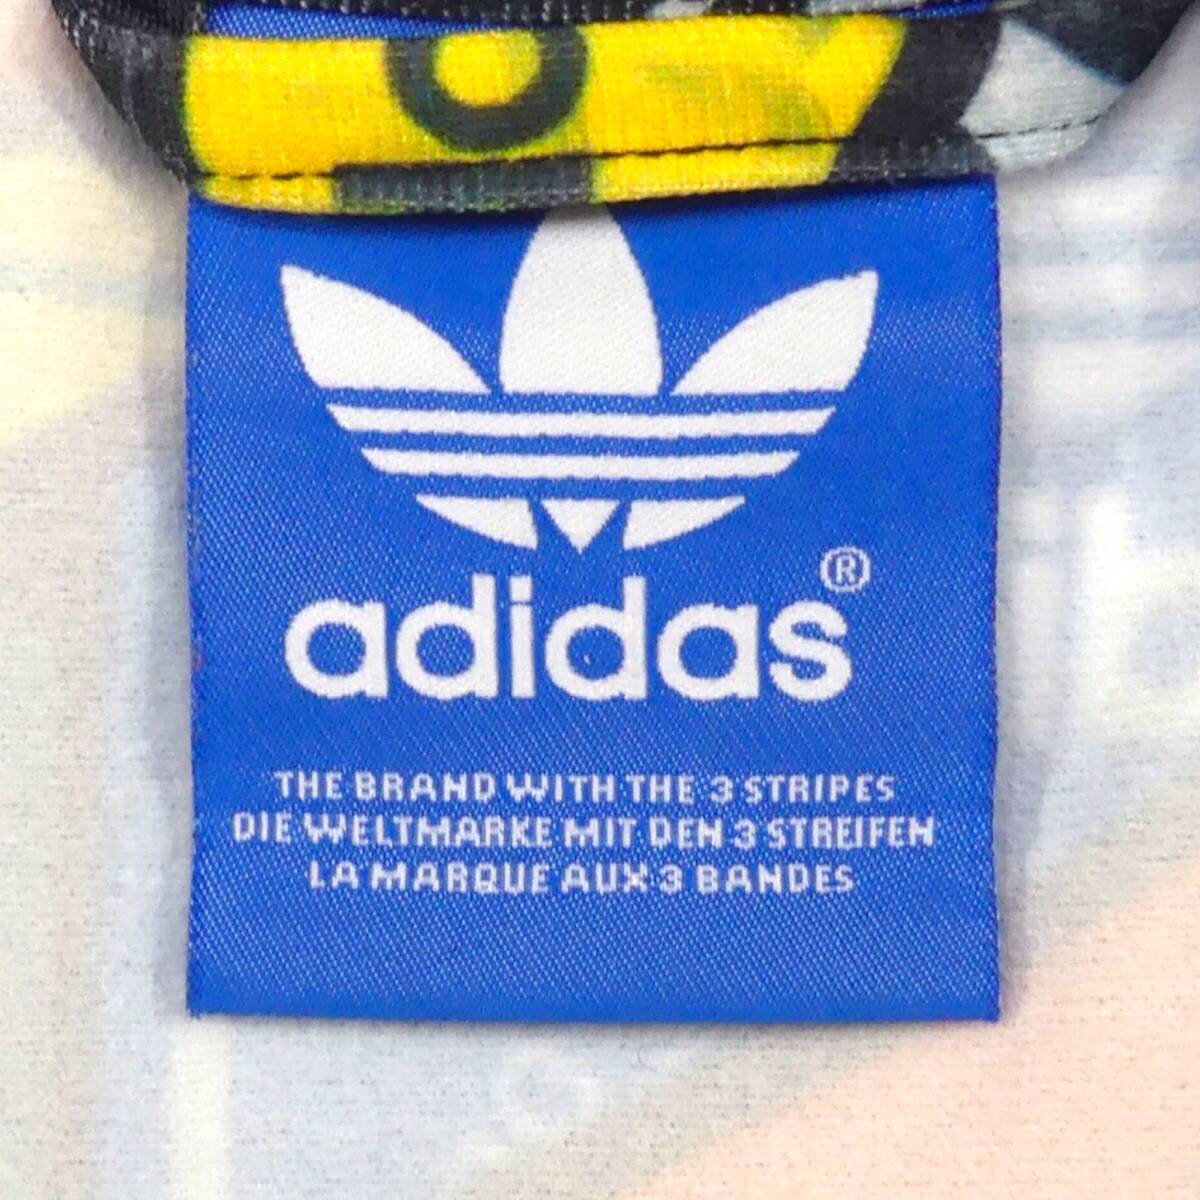 adidas®
THE BRAND WITH THE 3 STRIPES
DIE WELTMARKE MIT DEN 3 STREIFEN
LA MARQUE AUX 3 BANDES